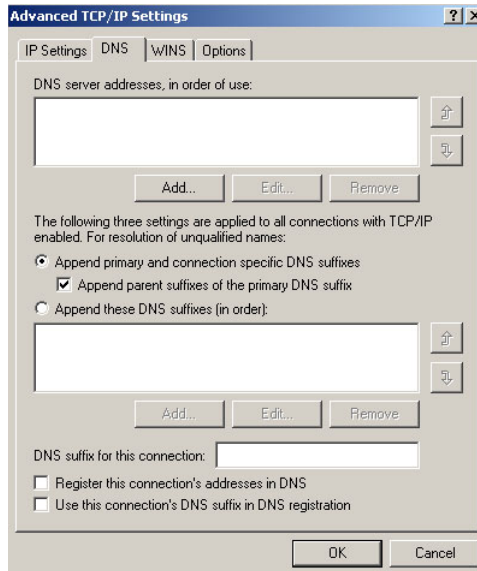 Advanced TCP/IP Settings
IP Settings DNS WINS Options
DNS server addresses, in order of use:
Add... Edit... Remove
The following three settings are applied to all connections with TCP/IP
enabled. For resolution of unqualified names:
Append primary and connection specific DNS suffixes
Append parent suffixes of the primary DNS suffix
Append these DNS suffixes (in order):
Add... Edit... Remove
DNS suffix for this connection:
Register this connection's addresses in DNS
Use this connection's DNS suffix in DNS registration
OK Cancel